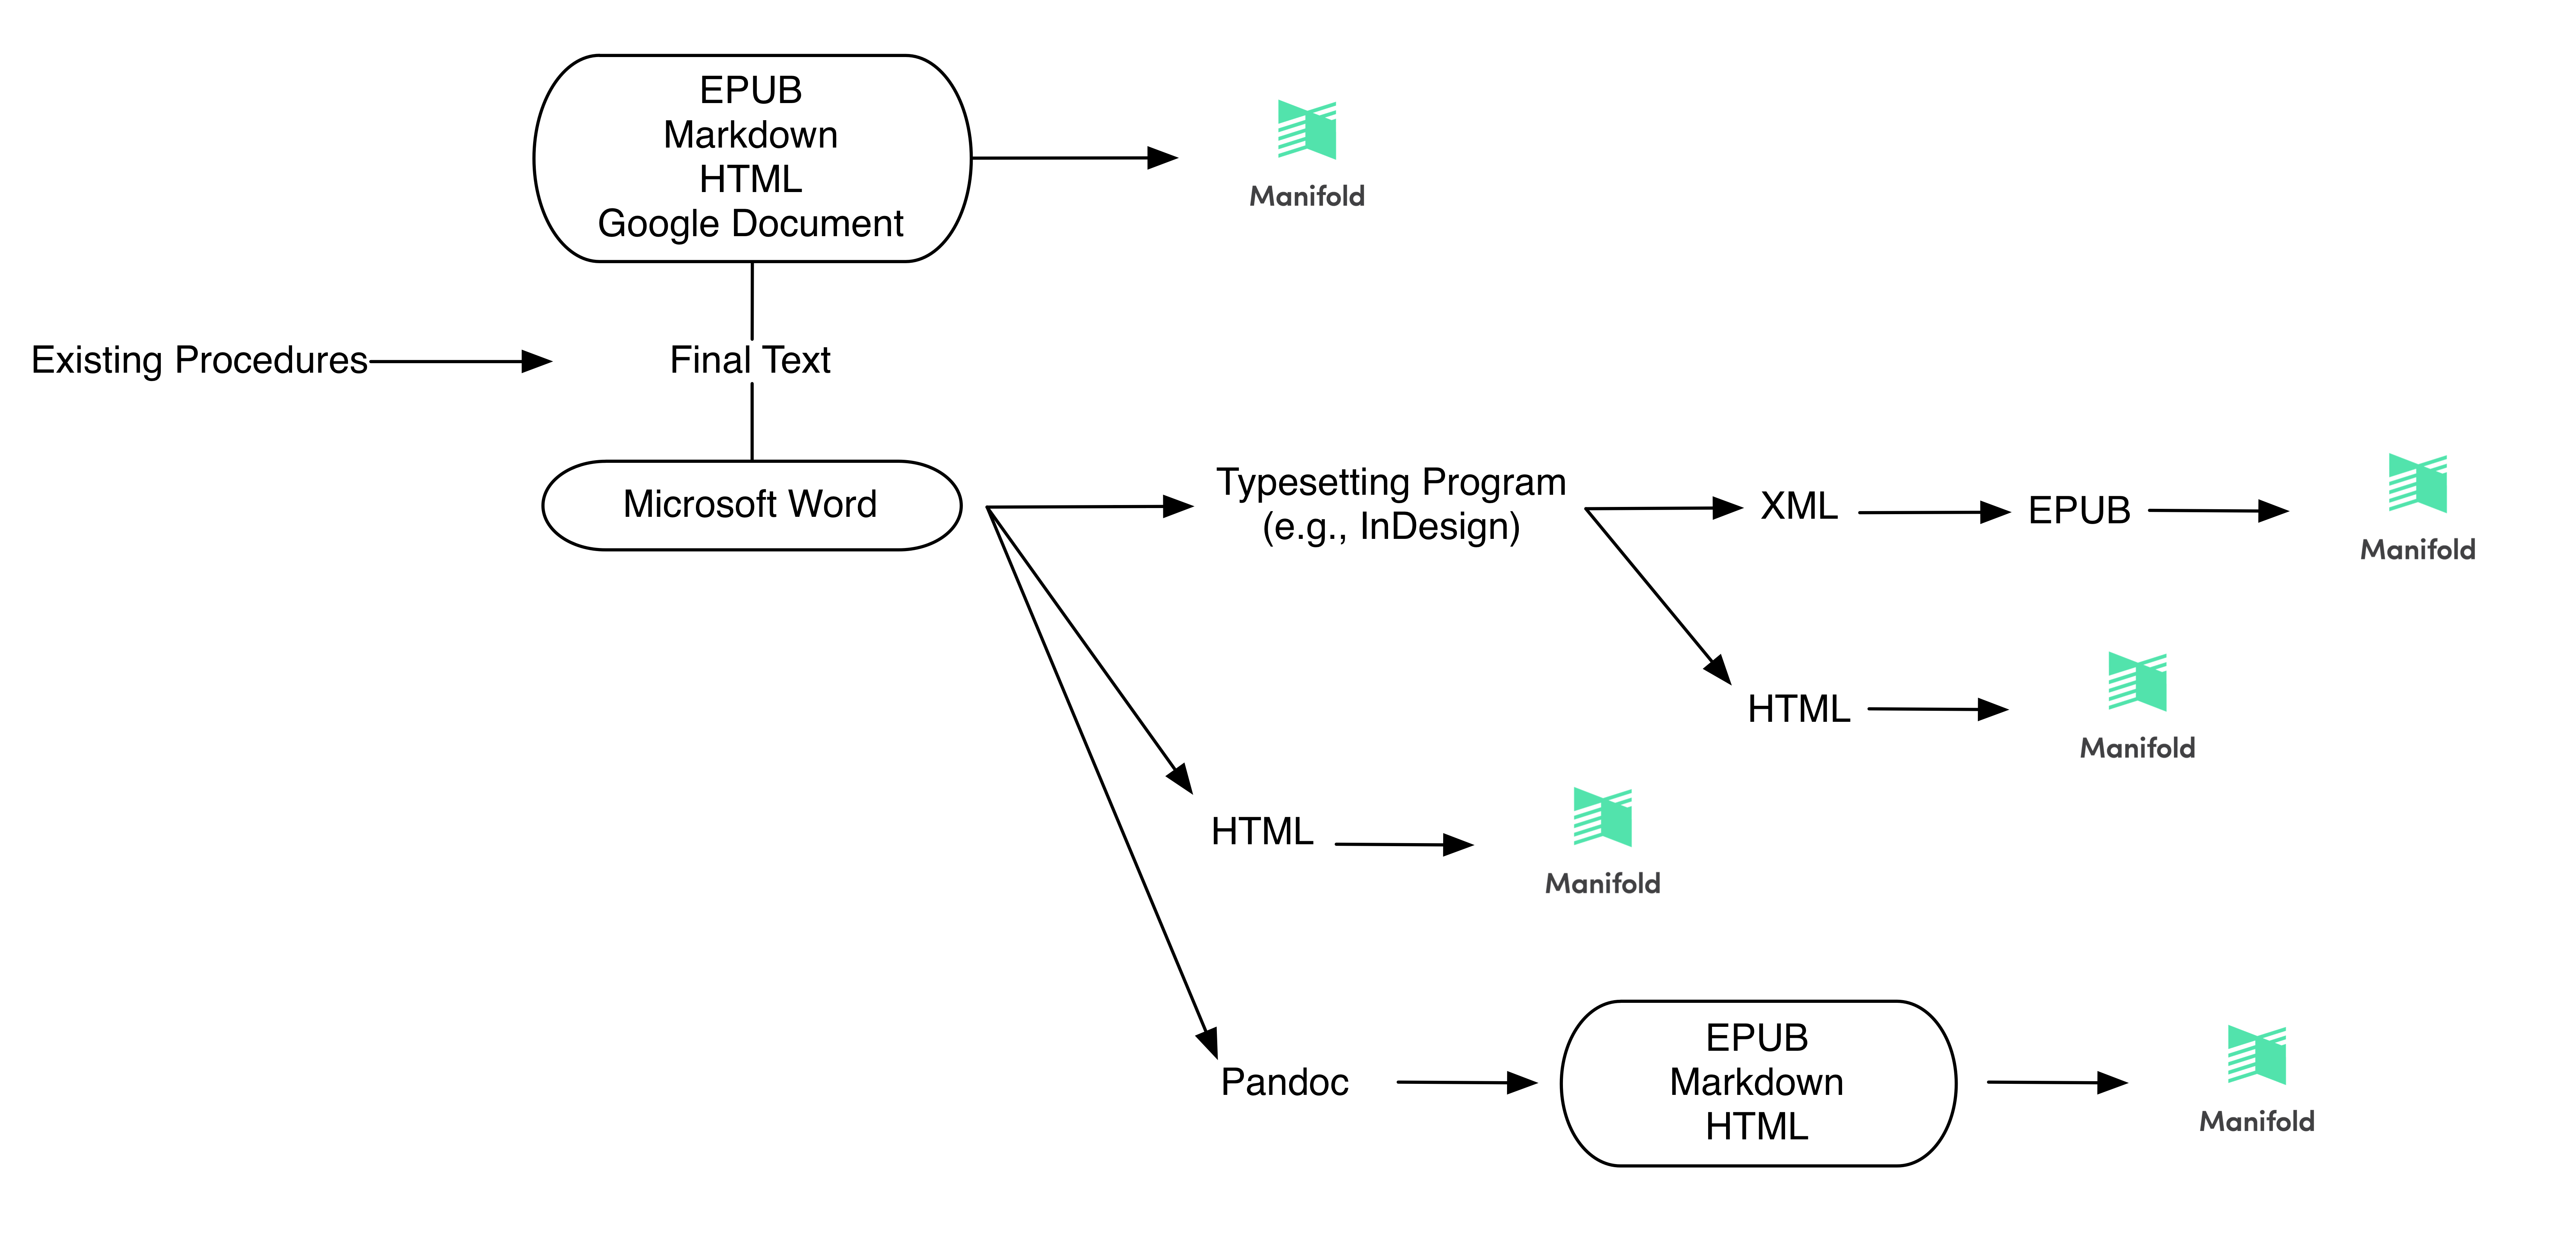 EPUB
Markdown
HTML
Google Document
Manifold
Existing Procedures
Final Text
Microsoft Word
Typesetting Program
(e.g., InDesign)
XML
EPUB
Manifold
HTML
Manifold
HTML
Manifold
Pandoc
EPUB
Markdown
HTML
Manifold